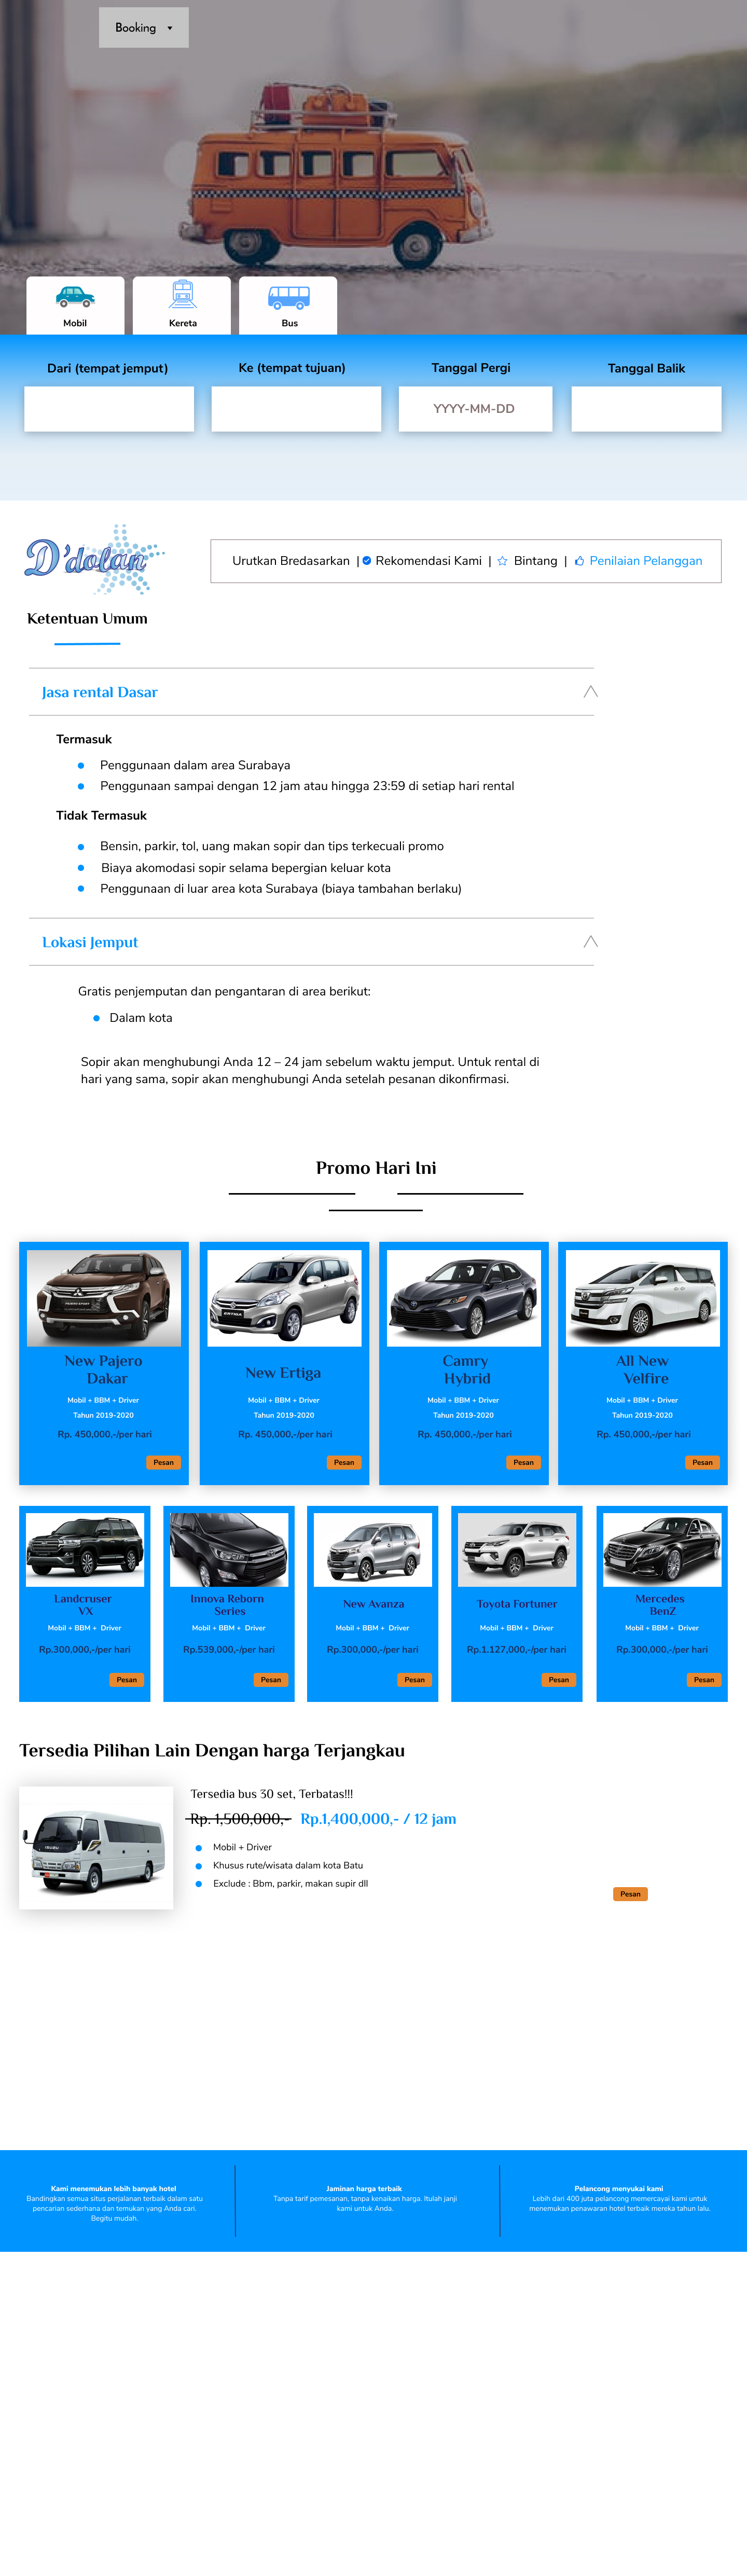 Booking
Mobil
Kereta
Bus
Dari (tempat jemput)
Ke (tempat tujuan)
Tanggal Pergi
Tanggal Balik
YYYY-MM-DD
D'dolan
Urutkan Bredasarkan | Rekomendasi Kami | Bintang | Penilaian Pelanggan
Ketentuan Umum
Jasa rental Dasar
Termasuk
Penggunaan dalam area Surabaya
Penggunaan sampai dengan 12 jam atau hingga 23:59 di setiap hari rental
Tidak Termasuk
Bensin, parkir, tol, uang makan sopir dan tips terkecuali promo
Biaya akomodasi sopir selama bepergian keluar kota
Penggunaan di luar area kota Surabaya (biaya tambahan berlaku)
Lokasi Jemput
Gratis penjemputan dan pengantaran di area berikut:
Dalam kota
Sopir akan menghubungi Anda 12 – 24 jam sebelum waktu jemput. Untuk rental di
hari yang sama, sopir akan menghubungi Anda setelah pesanan dikonfirmasi.
Promo Hari Ini
New Pajero
Dakar
Mobil + BBM + Driver
Tahun 2019-2020
Rp. 450,000,-/per hari
Pesan
ERTIGA
New Ertiga
Mobil + BBM + Driver
Tahun 2019-2020
Rp. 450,000,-/per hari
Pesan
Camry
Hybrid
Mobil + BBM + Driver
Tahun 2019-2020
Rp. 450,000,-/per hari
Pesan
All New
Velfire
Mobil + BBM + Driver
Tahun 2019-2020
Rp. 450.000,-/per hari
Pesan
Landcruser
VX
Mobil + BBM + Driver
Rp.300,000,-/per hari
Pesan
Innova Reborn
Series
Mobil + BBM + Driver
Rp.539.000,-/per hari
Pesan
New Avanza
Mobil + BBM + Driver
Rp.300,000,-/per hari
Pesan
Toyota Fortuner
Mobil + BBM + Driver
Rp.1.127,000,-/per hari
Pesan
Mercedes
BenZ
Mobil + BBM + Driver
Rp.300,000,-/per hari
Pesan
Tersedia Pilihan Lain Dengan harga Terjangkau
ISUZU
Tersedia bus 30 set, Terbatas!!!
Rp. 1,500,000,- Rp.1,400,000,- / 12 jam
Mobil + Driver
Khusus rute/wisata dalam kota Batu
Exclude : Bbm, parkir, makan supir dll
Pesan
Kami menemukan lebih banyak hotel
Bandingkan semua situs perjalanan terbaik dalam satu
pencarian sederhana dan temukan yang Anda cari.
Begitu mudah.
Jaminan harga terbaik
Tanpa tarif pemesanan, tanpa kenaikan harga. Itulah janji
kami untuk Anda.
Pelancong menyukai kami
Lebih dari 400 juta pelancong memercayai kami untuk
menemukan penawaran hotel terbaik mereka tahun lalu.